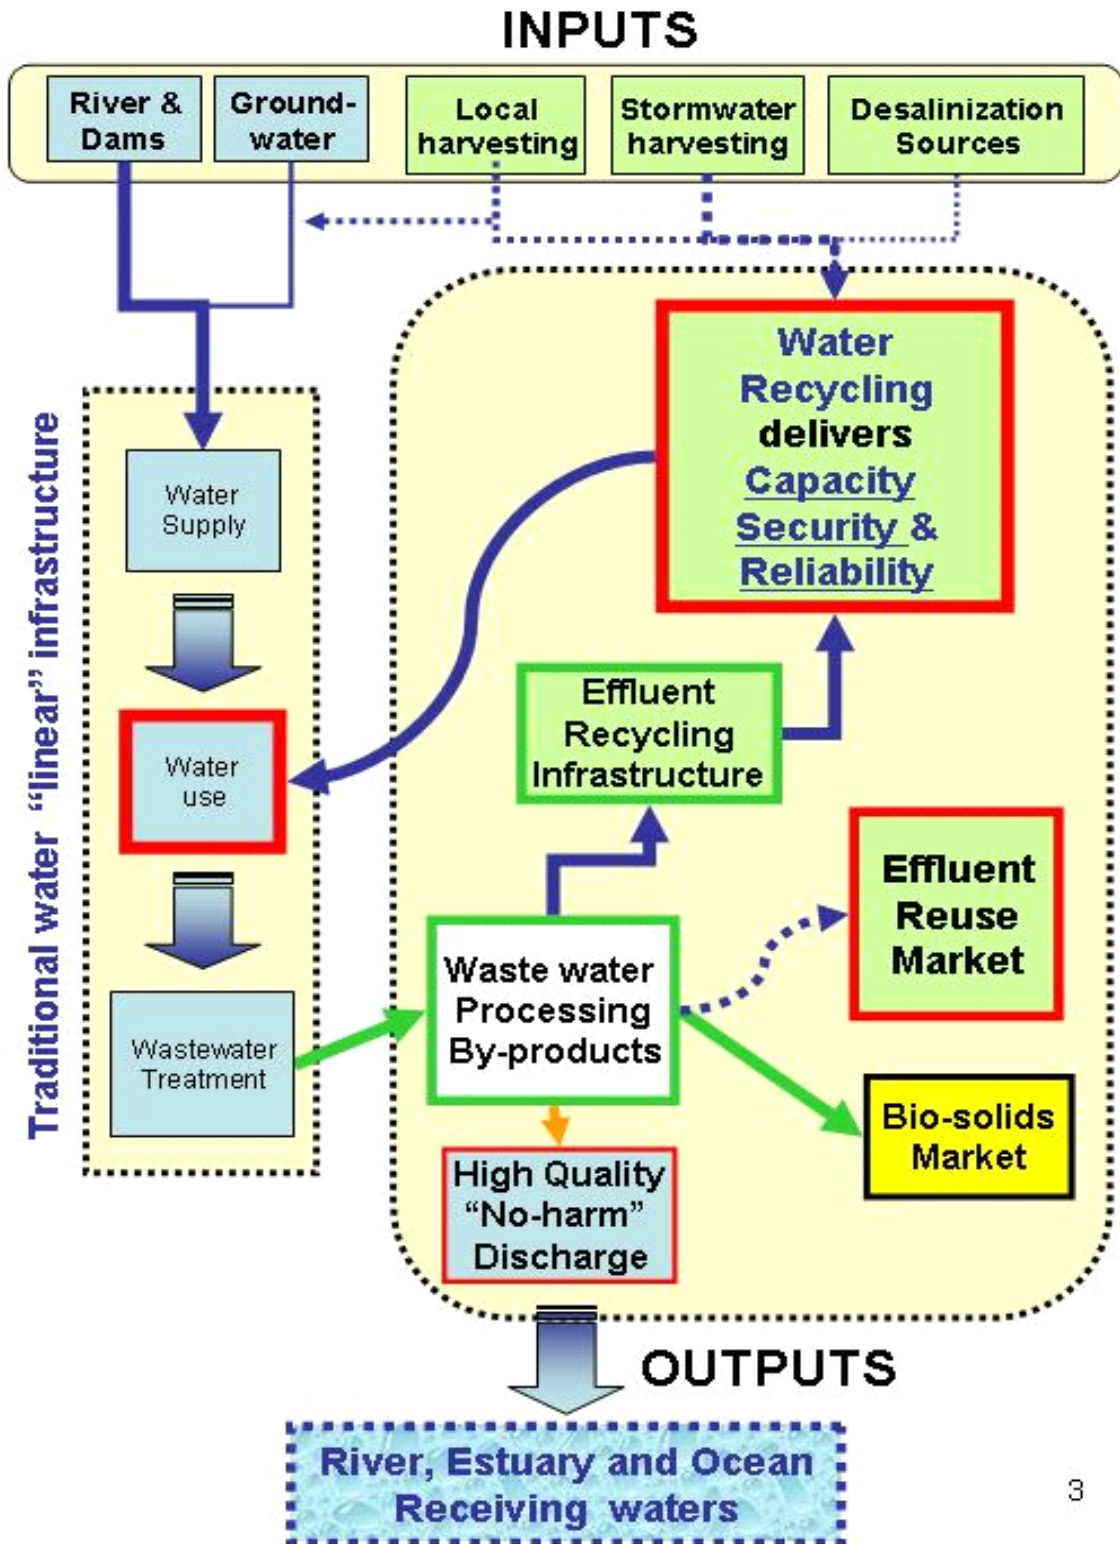 INPUTS
River &
Dams
Ground-
water
Local
harvesting
Stormwater
harvesting
Desalinization
Sources
Traditional water “linear” infrastructure
Water
Supply
Water
use
Wastewater
Treatment
Water
Recycling
delivers
Capacity
Security &
Reliability
Effluent
Recycling
Infrastructure
Effluent
Reuse
Market
Waste water
Processing
By-products
Bio-solids
Market
High Quality
“No-harm”
Discharge
OUTPUTS
River, Estuary and Ocean
Receiving waters
3